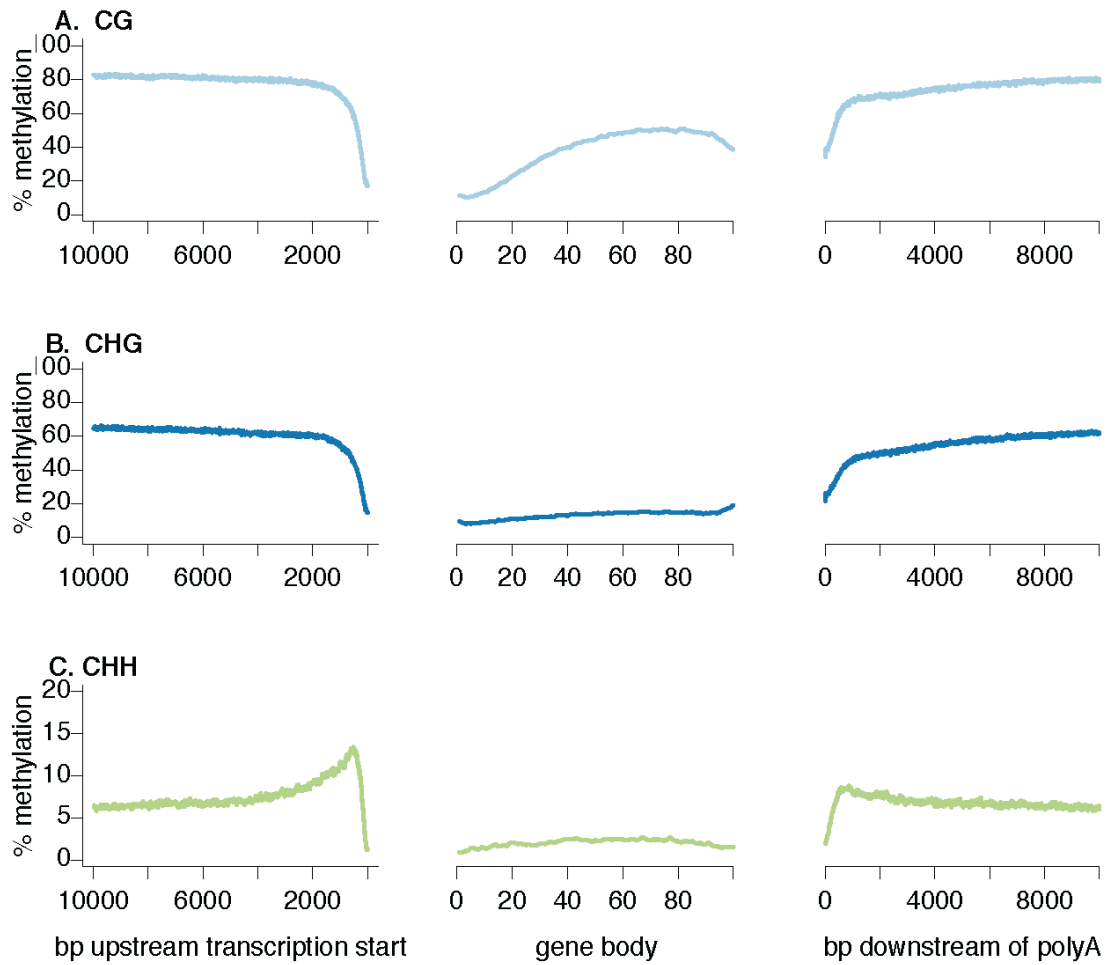 A. CG
% methylation
100
80
60
40
20
0
10000 6000 2000
0 20 40 60 80
0 4000 8000
B. CHG
% methylation
100
80
60
40
20
0
10000 6000 2000
0 20 40 60 80
0 4000 8000
C. CHH
% methylation
20
15
10
5
0
10000 6000 2000
0 20 40 60 80
0 4000 8000
bp upstream transcription start
gene body
bp downstream of polyA